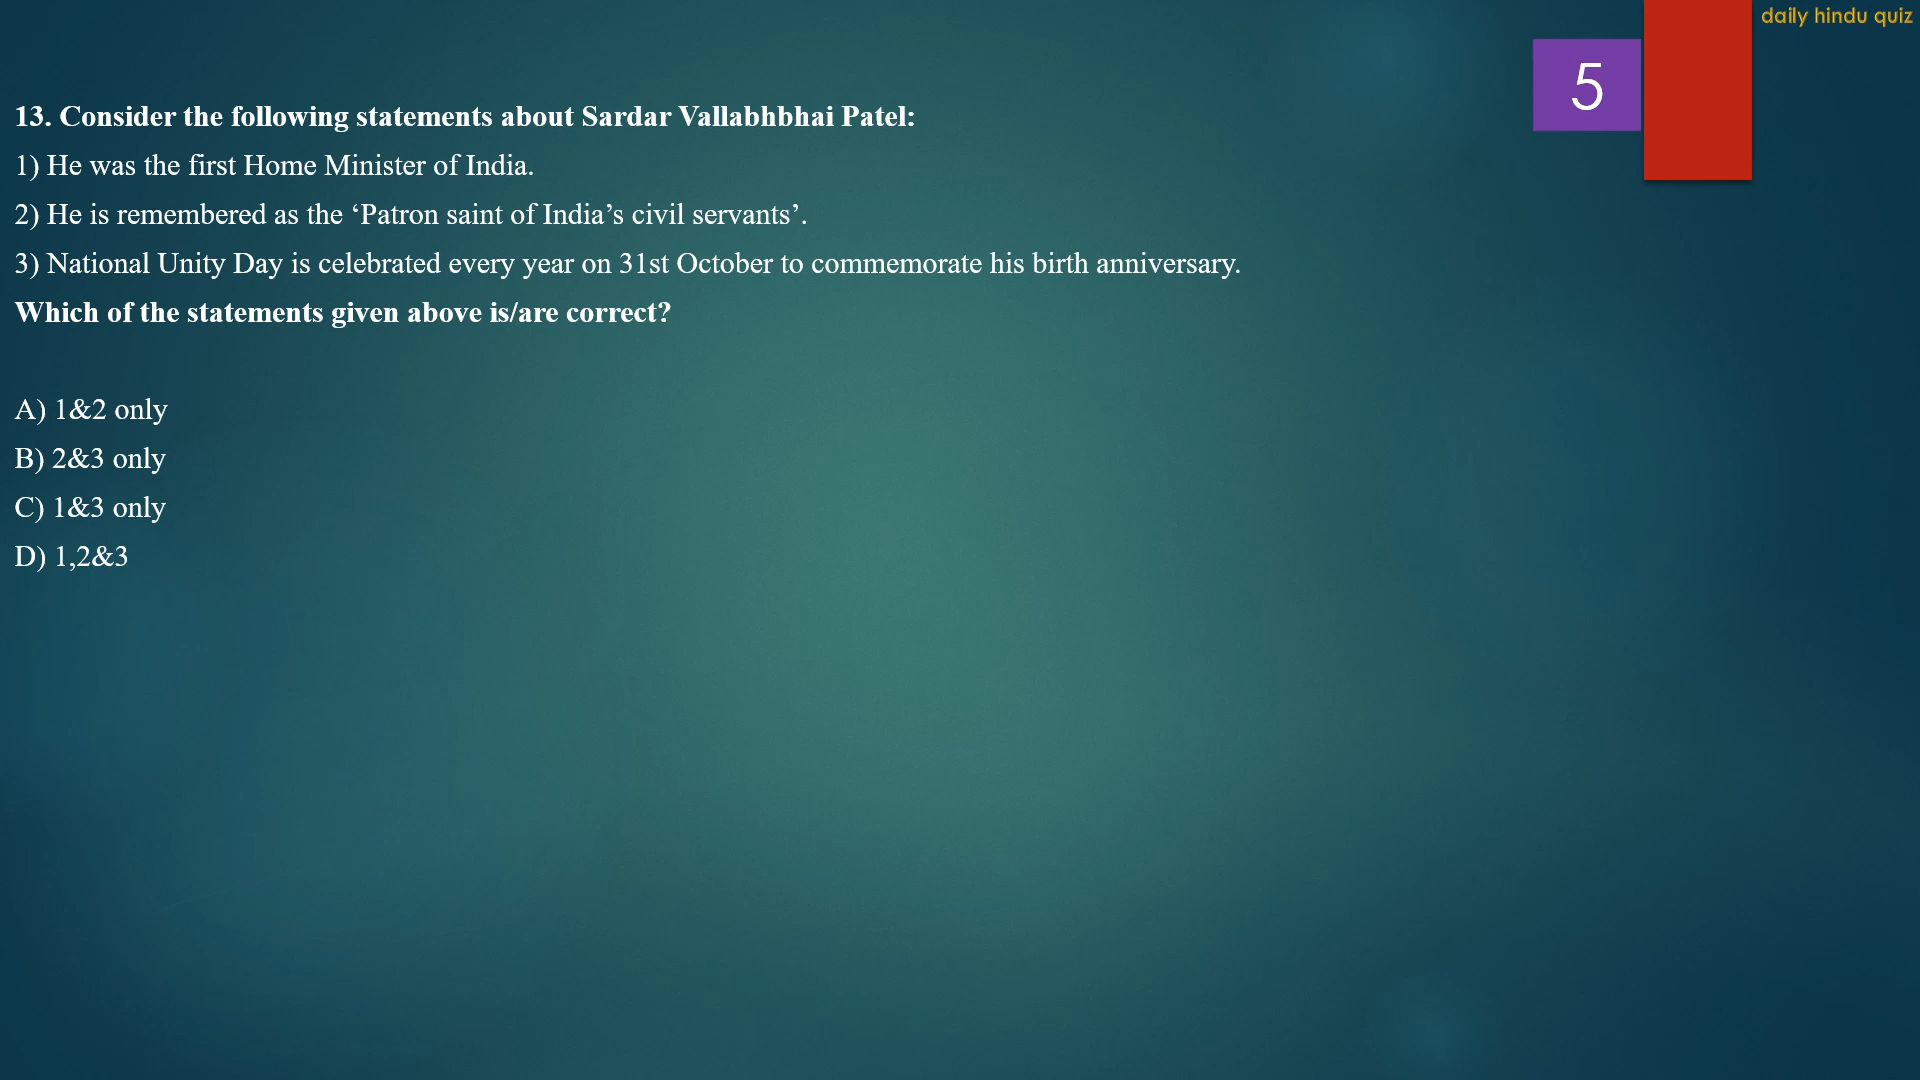 daily hindu quiz
5
13. Consider the following statements about Sardar Vallabhbhai Patel:
1) He was the first Home Minister of India.
2) He is remembered as the ‘Patron saint of India’s civil servants’.
3) National Unity Day is celebrated every year on 31st October to commemorate his birth anniversary.
Which of the statements given above is/are correct?
A) 1&2 only
B) 2&3 only
C) 1&3 only
D) 1,2&3